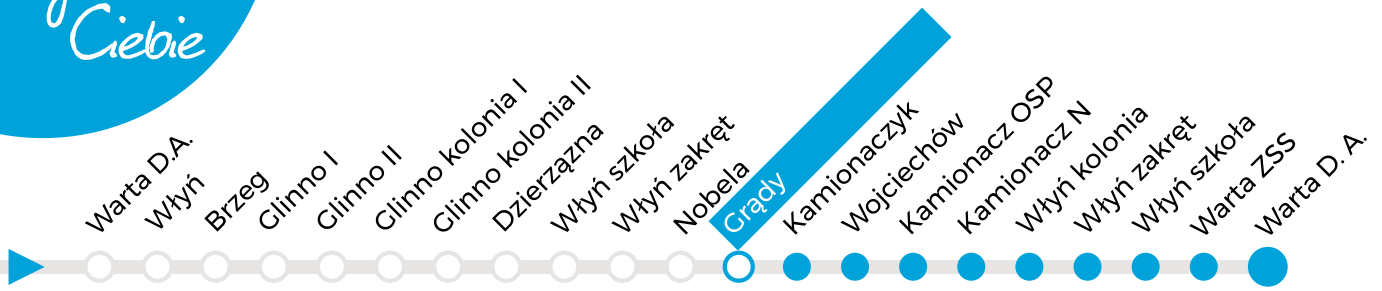 Ciebie
Warta D.A.
Włyń
Brzeg
Glinno I
Glinno II
Glinno kolonia I
Glinno kolonia II
Dzierzązna
Włyń szkoła
Włyń zakręt
Nobela
Grądy
Kamionaczyk
Wojciechów
Kamionacz OSP
Kamionacz N
Włyń kolonia
Włyń zakręt
Włyń szkoła
Warta ZSS
Warta D. A.